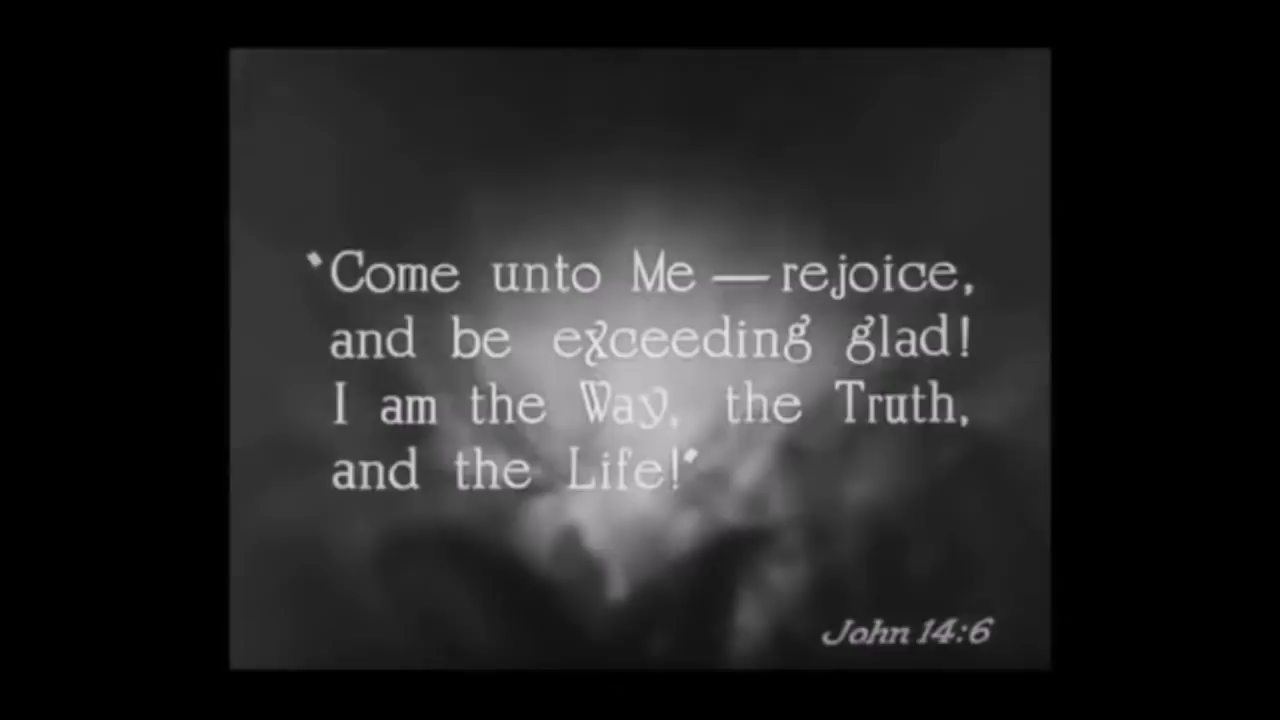 "Come unto Me — rejoice,
and be exceeding glad!
I am the Way, the Truth,
and the Life!"
John 14:6